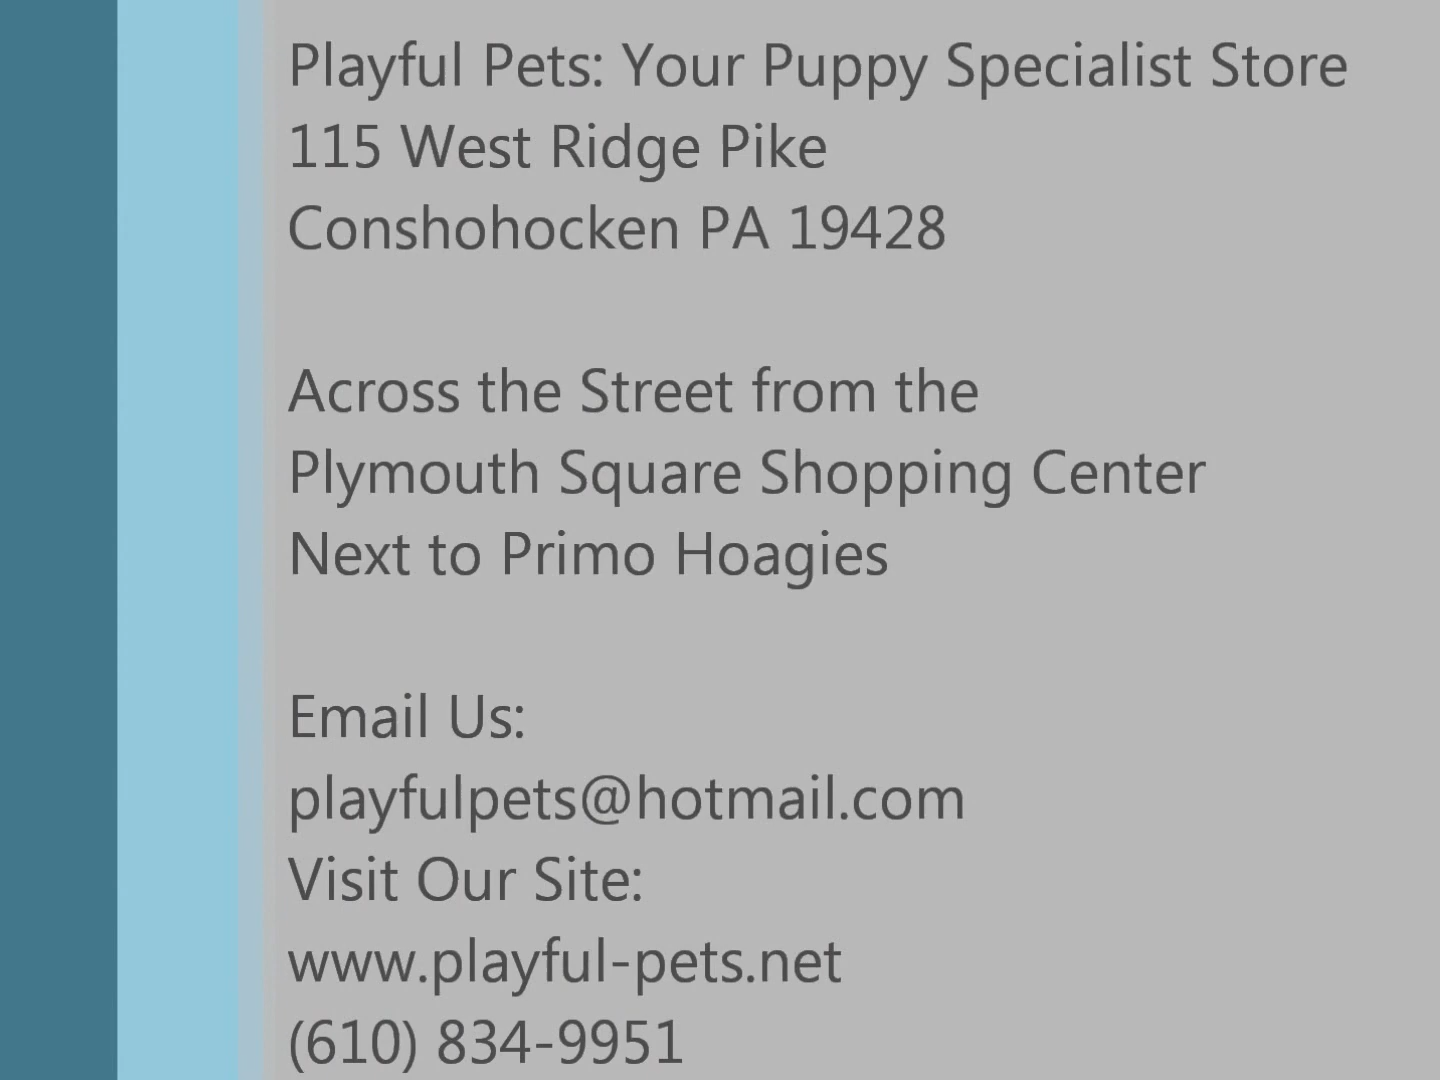 Playful Pets: Your Puppy Specialist Store
115 West Ridge Pike
Conshohocken PA 19428
Across the Street from the
Plymouth Square Shopping Center
Next to Primo Hoagies
Email Us:
playfulpets@hotmail.com
Visit Our Site:
www.playful-pets.net
(610) 834-9951